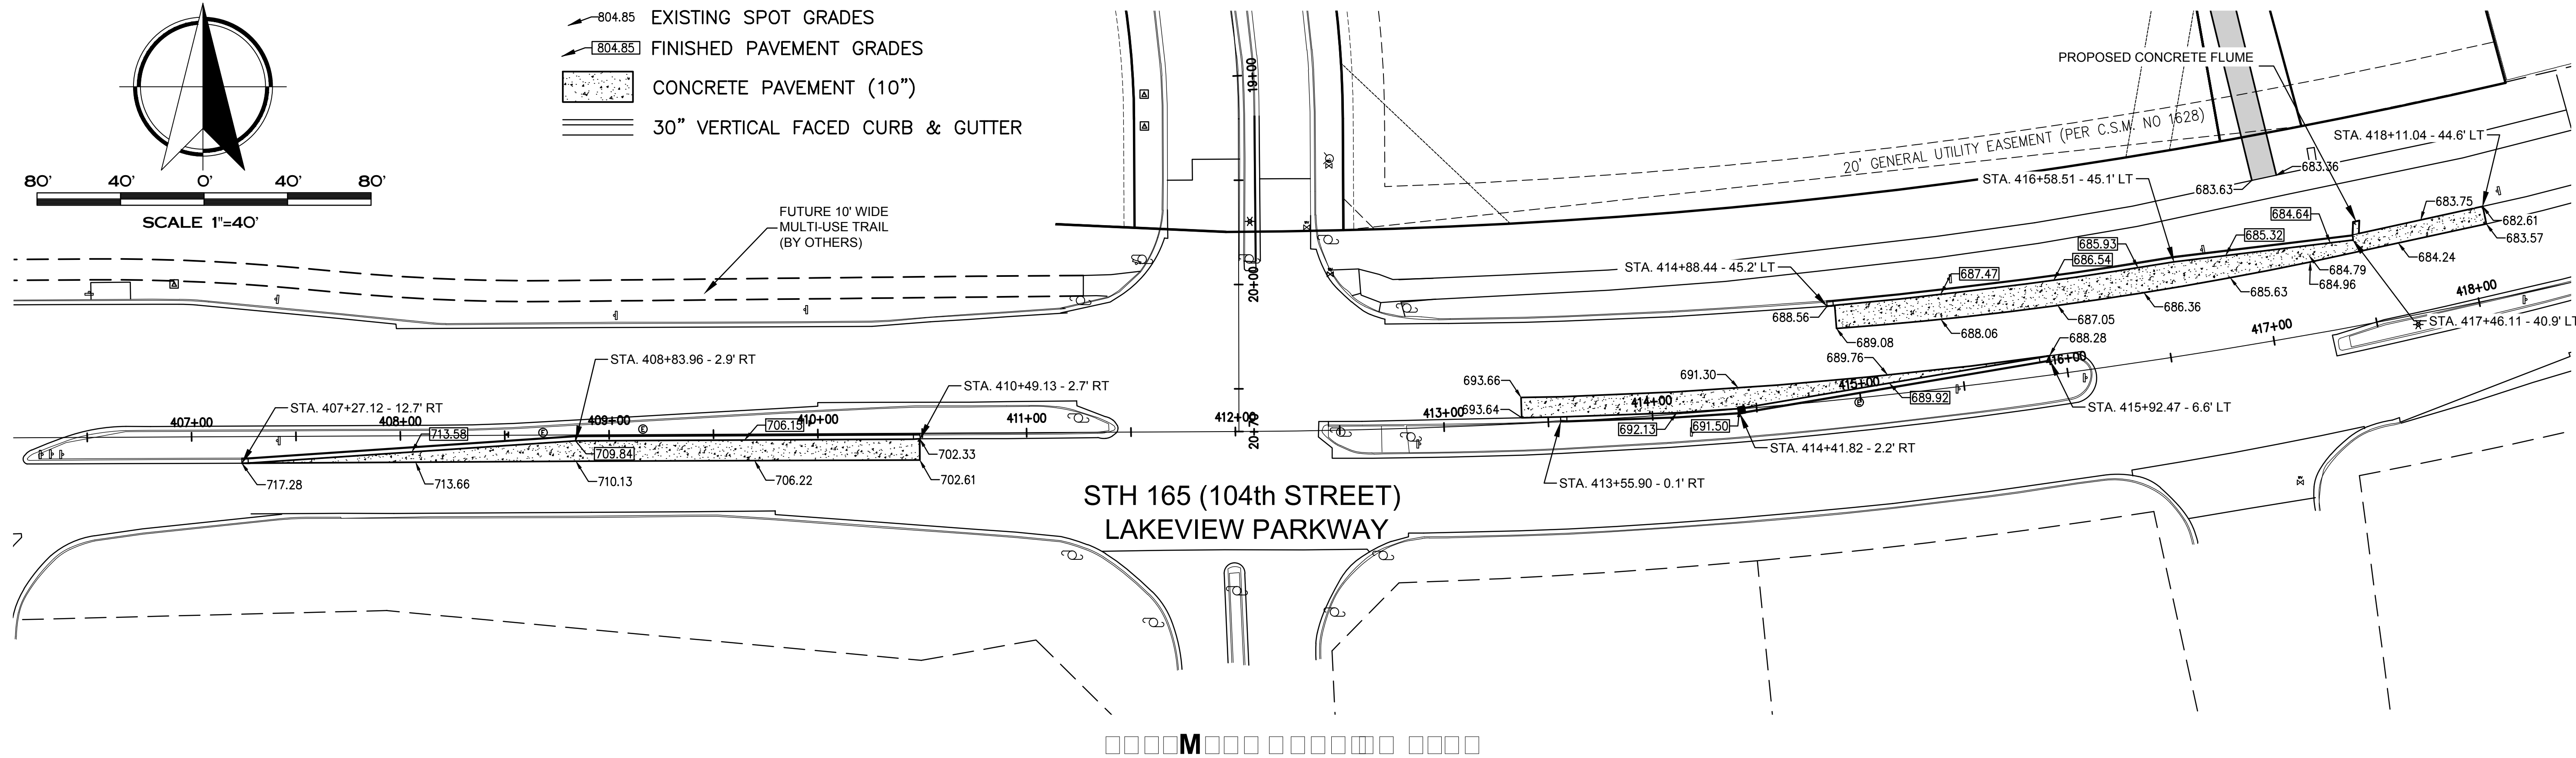 804.85 EXISTING SPOT GRADES
804.85 FINISHED PAVEMENT GRADES
CONCRETE PAVEMENT (10")
30" VERTICAL FACED CURB & GUTTER
80' 40' 0' 40' 80'
SCALE 1"=40'
FUTURE 10' WIDE
MULTI-USE TRAIL
(BY OTHERS)
19+00
20+00
20+70
PROPOSED CONCRETE FLUME
20' GENERAL UTILITY EASEMENT (PER C.S.M. NO 1628)
STA. 418+11.04 - 44.6' LT
683.36
683.63
STA. 416+58.51 - 45.1' LT
683.75
684.64
682.61
683.57
685.32
685.93
686.54
684.24
684.79
684.96
STA. 414+88.44 - 45.2' LT
687.47
685.63
686.36
688.56
687.05
688.06
689.08
418+00
STA. 417+46.11 - 40.9' LT
417+00
688.28
416+00
689.76
STA. 408+83.96 - 2.9' RT
691.30
693.66
STA. 410+49.13 - 2.7' RT
415+00
689.92
STA. 407+27.12 - 12.7' RT
414+00
693.64
413+00
STA. 415+92.47 - 6.6' LT
407+00
408+00
409+00
410+00
411+00
412+00
713.58
706.15
692.13
691.50
709.84
702.33
STA. 414+41.82 - 2.2' RT
717.28
713.66
710.13
706.22
702.61
STA. 413+55.90 - 0.1' RT
STH 165 (104th STREET)
LAKEVIEW PARKWAY
M